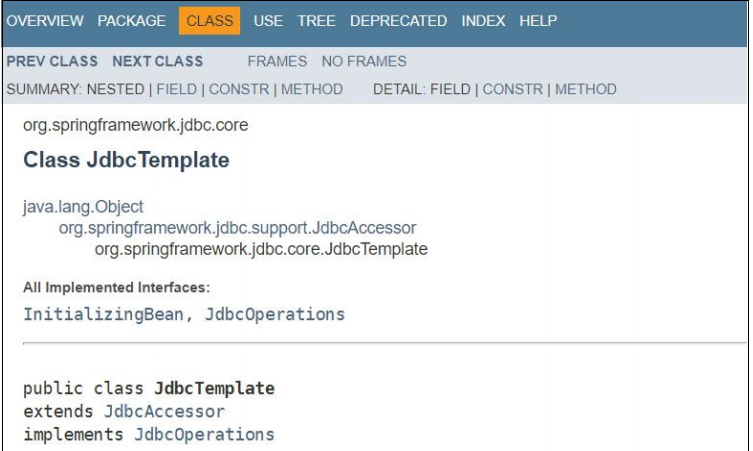 OVERVIEW PACKAGE CLASS USE TREE DEPRECATED INDEX HELP
PREV CLASS NEXT CLASS FRAMES NO FRAMES
SUMMARY: NESTED | FIELD | CONSTR | METHOD DETAIL: FIELD | CONSTR | METHOD
org.springframework.jdbc.core
Class JdbcTemplate
java.lang.Object
org.springframework.jdbc.support.JdbcAccessor
org.springframework.jdbc.core.JdbcTemplate
All Implemented Interfaces:
InitializingBean, JdbcOperations
public class JdbcTemplate
extends JdbcAccessor
implements JdbcOperations